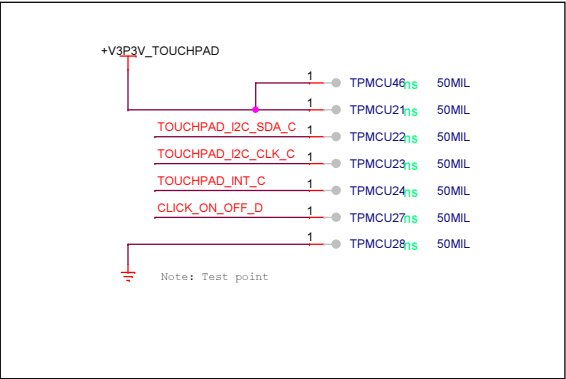 +V3P3V_TOUCHPAD
1 TPMCU46 ns 50MIL
1 TPMCU21 ns 50MIL
TOUCHPAD_I2C_SDA_C 1 TPMCU22 ns 50MIL
TOUCHPAD_I2C_CLK_C 1 TPMCU23 ns 50MIL
TOUCHPAD_INT_C 1 TPMCU24 ns 50MIL
CLICK_ON_OFF_D 1 TPMCU27 ns 50MIL
1 TPMCU28 ns 50MIL
Note: Test point